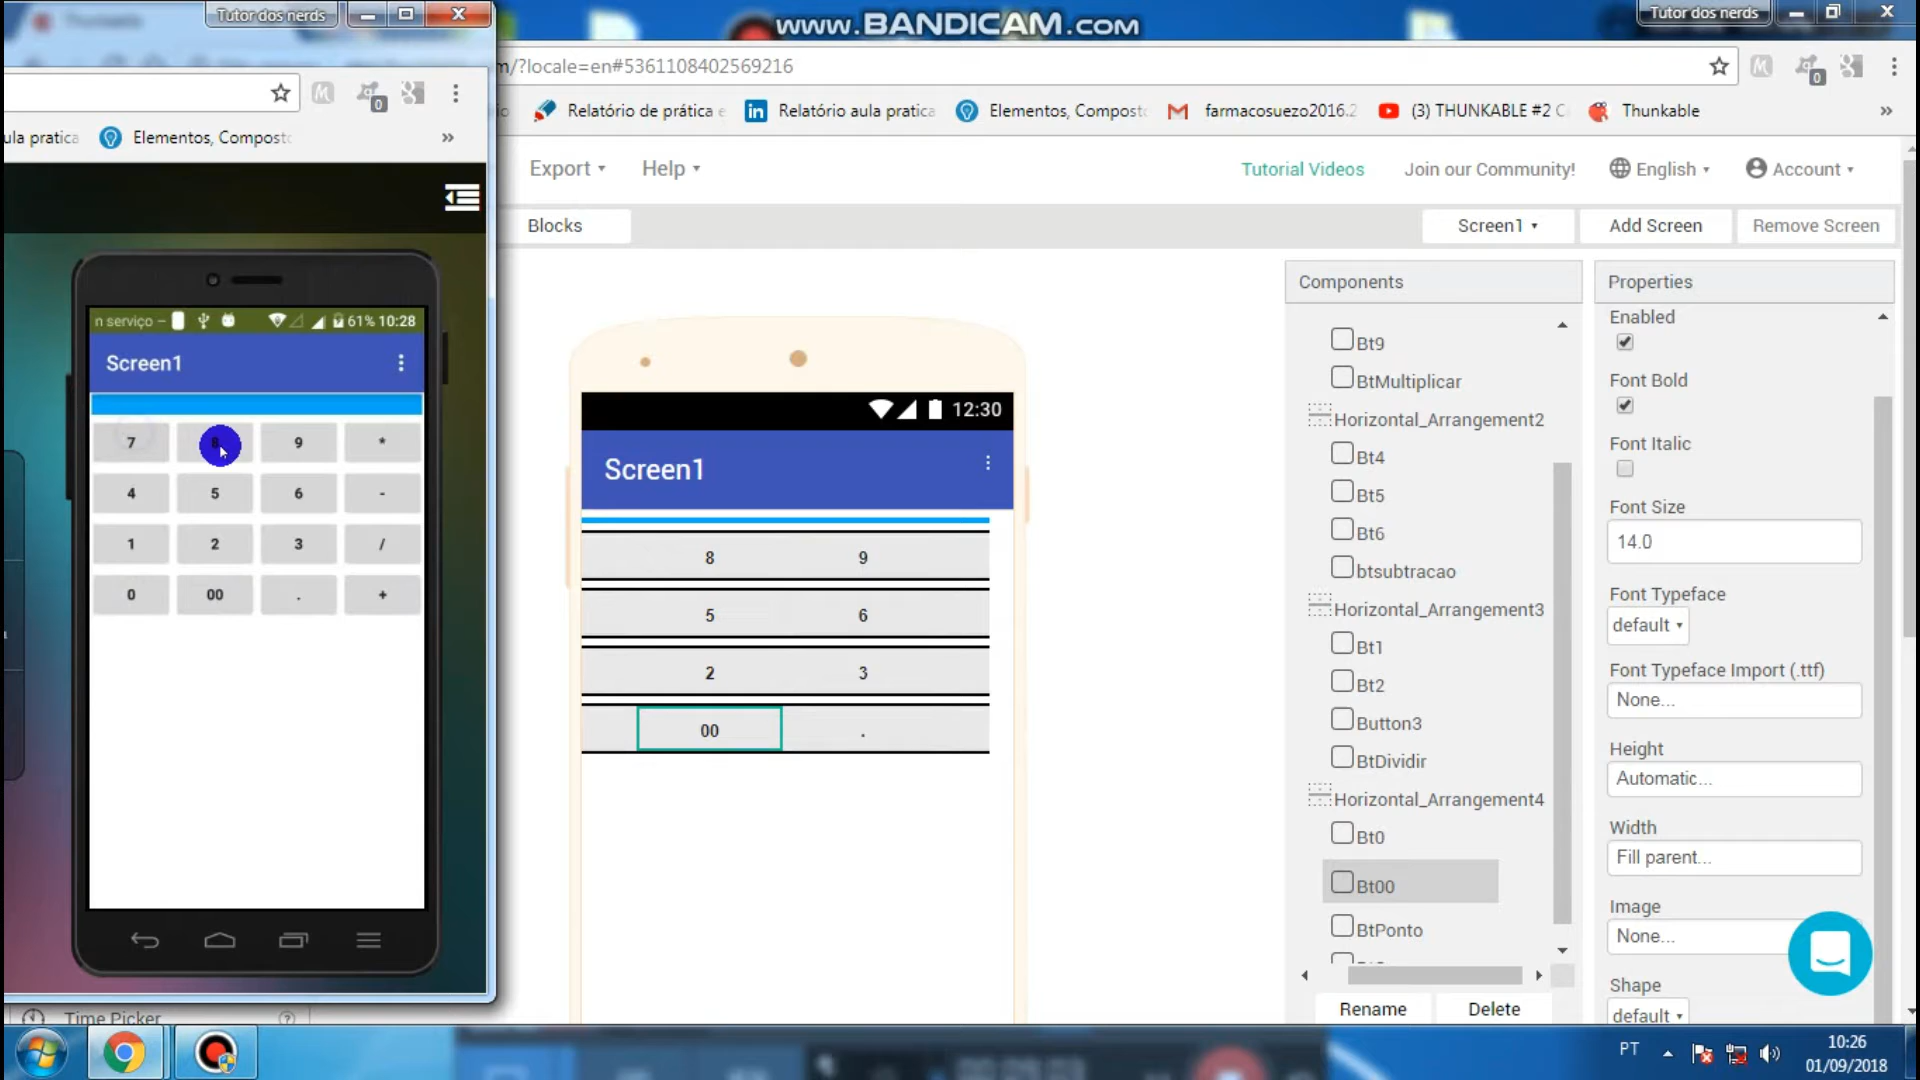 Tutor dos nerds
www.BANDICAM.com
Tutor dos nerds
m/?locale=en#5361108402569216
0
0
Relatório de prática e
Relatório aula pratica
Elementos, Compost
farmacosuezo2016.2
(3) THUNKABLE #2 C
Thunkable
»
ula pratica
Elementos, Compost
»
Export
Help
Tutorial Videos
Join our Community!
English
Account
Blocks
Screen1
Add Screen
Remove Screen
n serviço –
61% 10:28
Screen1
7
8
9
*
4
5
6
-
1
2
3
/
0
00
.
+
12:30
Screen1
8
9
5
6
2
3
00
.
Components
Bt9
BtMultiplicar
Horizontal_Arrangement2
Bt4
Bt5
Bt6
btsubtracao
Horizontal_Arrangement3
Bt1
Bt2
Button3
BtDividir
Horizontal_Arrangement4
Bt0
Bt00
BtPonto
Rename
Delete
Properties
Enabled
Font Bold
Font Italic
Font Size
14.0
Font Typeface
default
Font Typeface Import (.ttf)
None...
Height
Automatic...
Width
Fill parent...
Image
None...
Shape
default
Time Picker
PT
10:26
01/09/2018